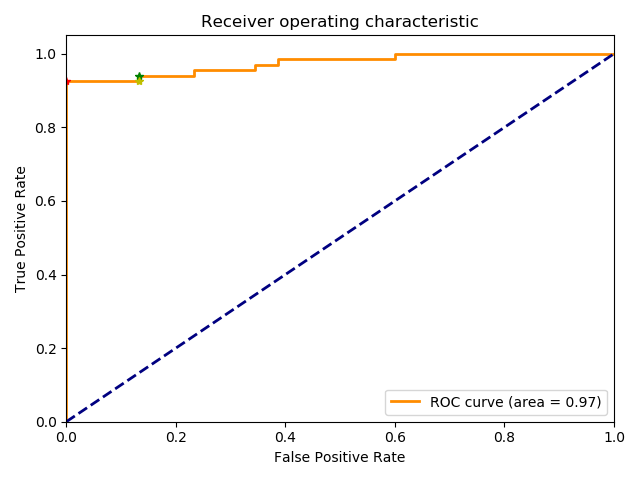 Receiver operating characteristic
True Positive Rate
1.0
0.8
0.6
0.4
0.2
0.0
ROC curve (area = 0.97)
0.0 0.2 0.4 0.6 0.8 1.0
False Positive Rate